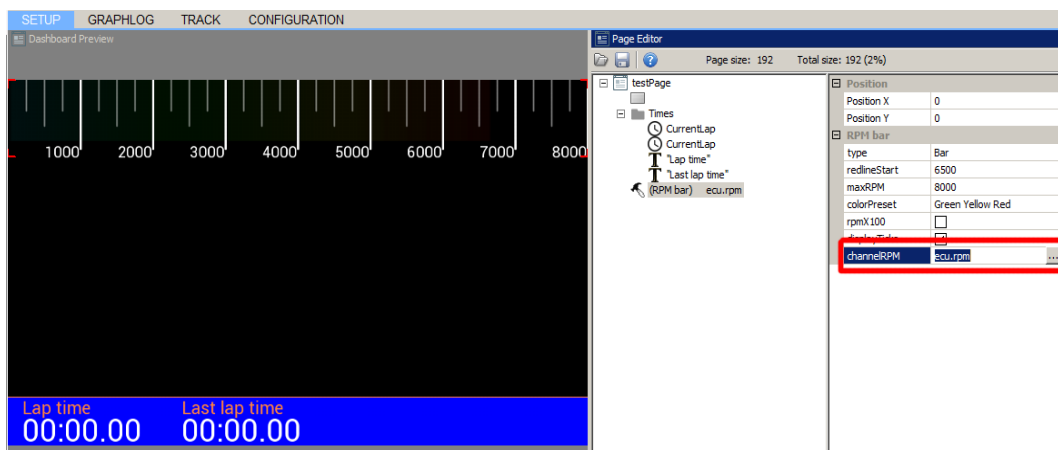 SETUP GRAPHLOG TRACK CONFIGURATION
Dashboard Preview
1000 2000 3000 4000 5000 6000 7000 8000
Lap time Last lap time
00:00.00 00:00.00
Page Editor
Page size: 192 Total size: 192 (2%)
testPage
Times
CurrentLap
CurrentLap
"Lap time"
"Last lap time"
(RPM bar) ecu.rpm
Position
Position X 0
Position Y 0
RPM bar
type Bar
redlineStart 6500
maxRPM 8000
colorPreset Green Yellow Red
rpmX100
channelRPM ecu.rpm ...